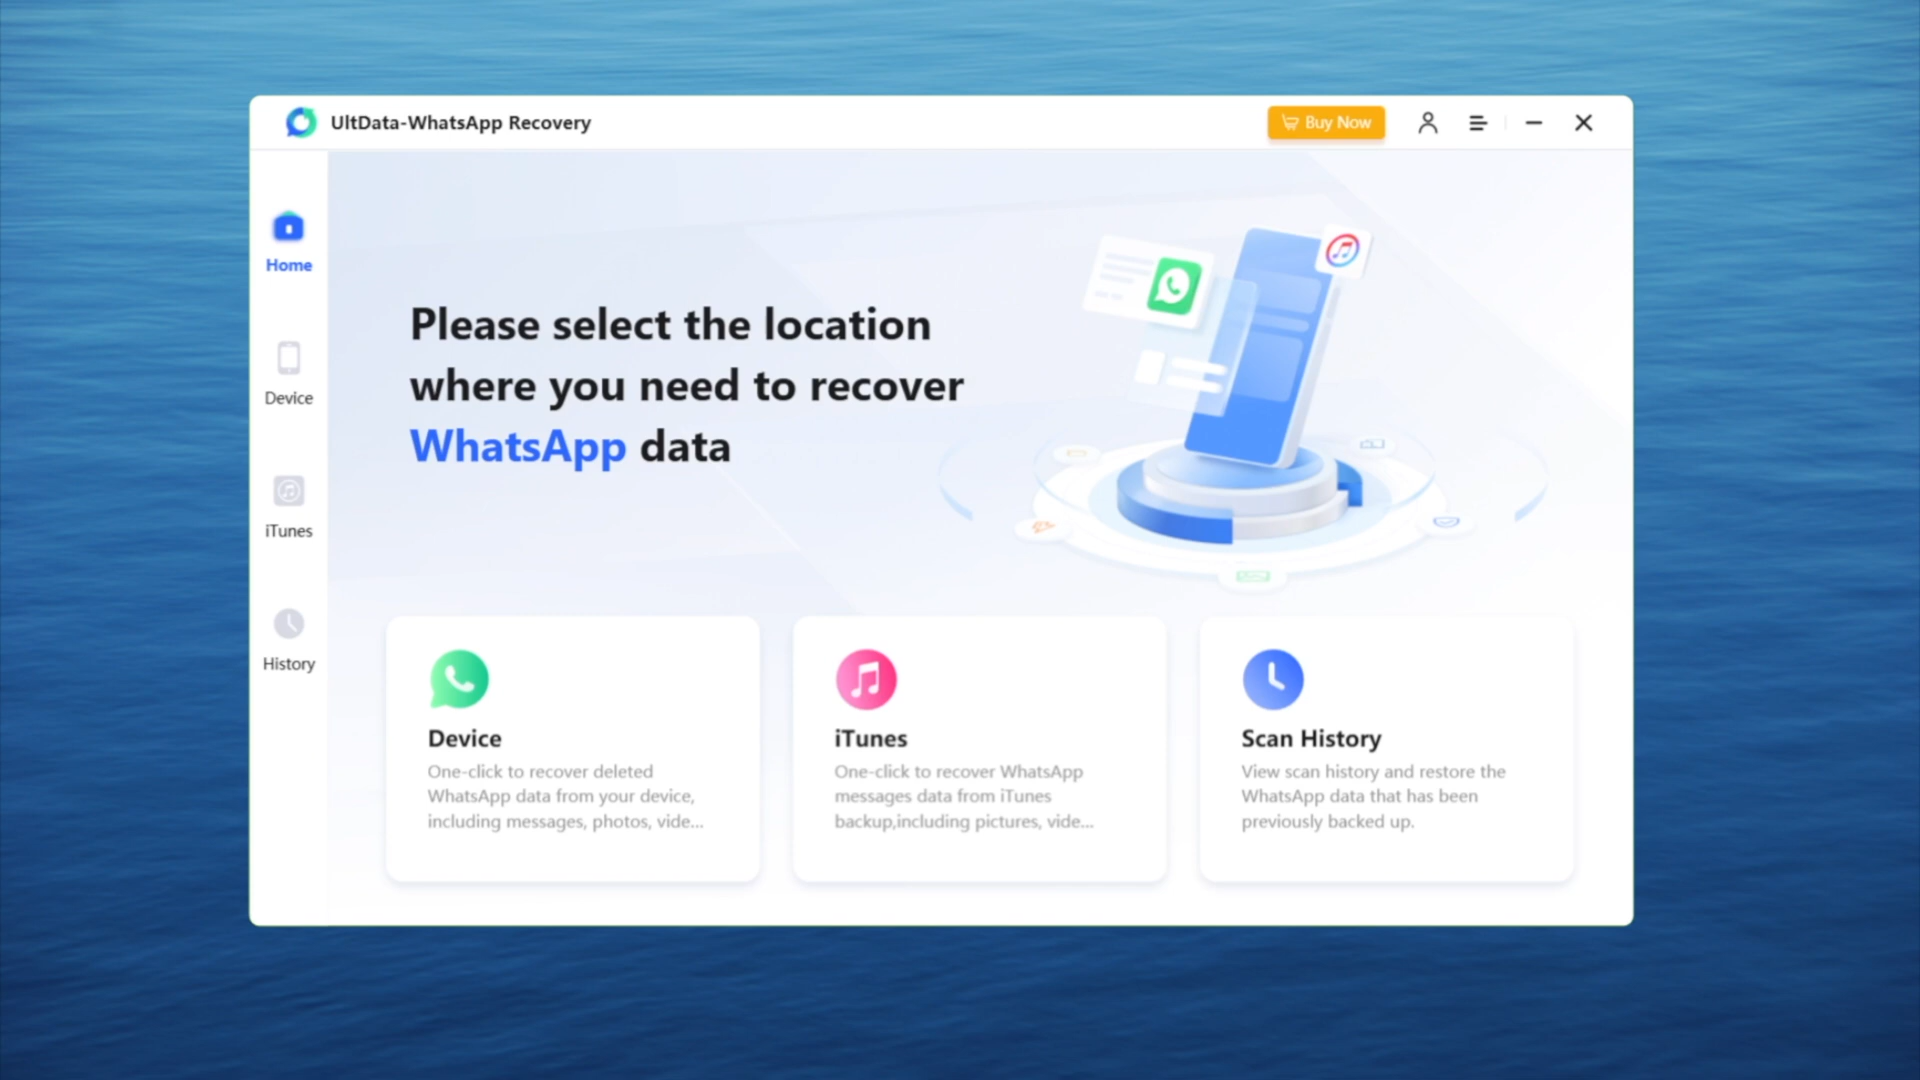 UltData-WhatsApp Recovery
Buy Now
Home
Device
iTunes
History
Please select the location
where you need to recover
WhatsApp data
Device
One-click to recover deleted
WhatsApp data from your device,
including messages, photos, vide...
iTunes
One-click to recover WhatsApp
messages data from iTunes
backup,including pictures, vide...
Scan History
View scan history and restore the
WhatsApp data that has been
previously backed up.